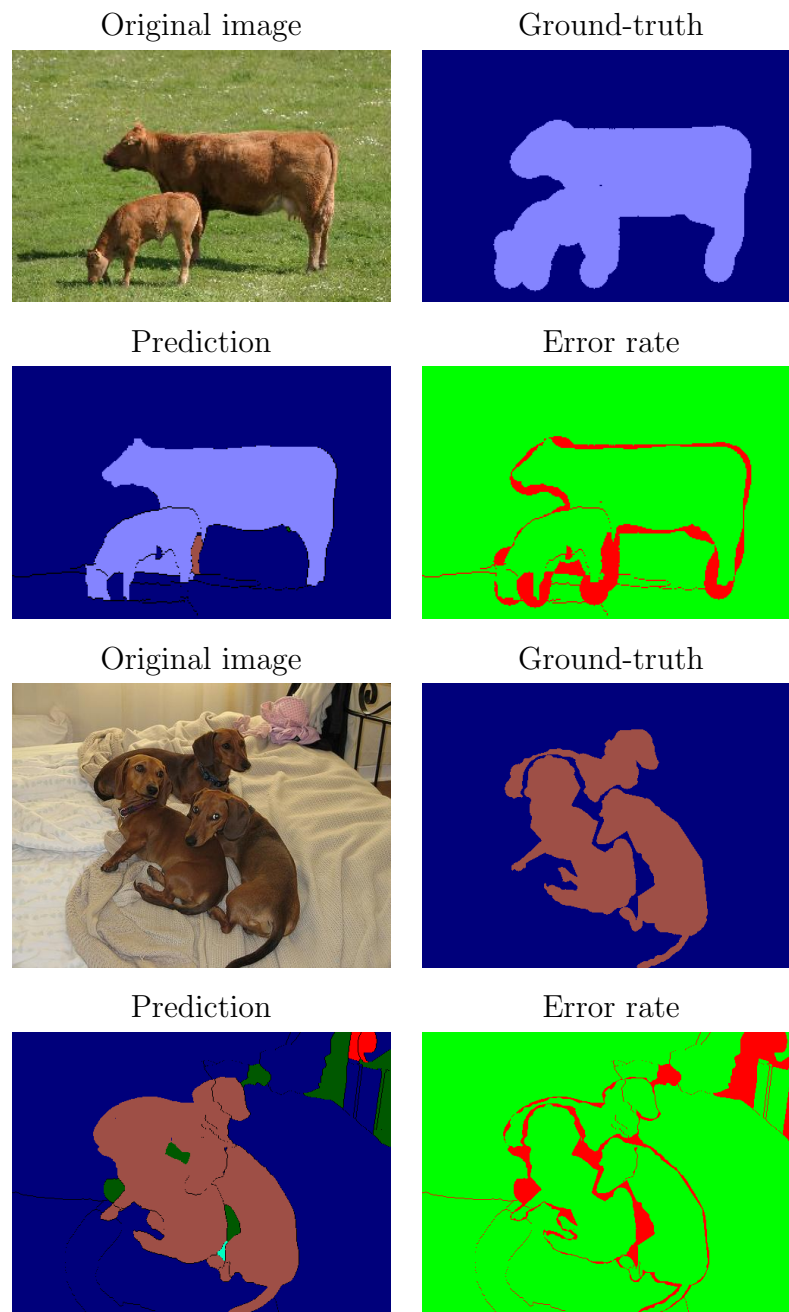 Original image
Ground-truth
Prediction
Error rate
Original image
Ground-truth
Prediction
Error rate